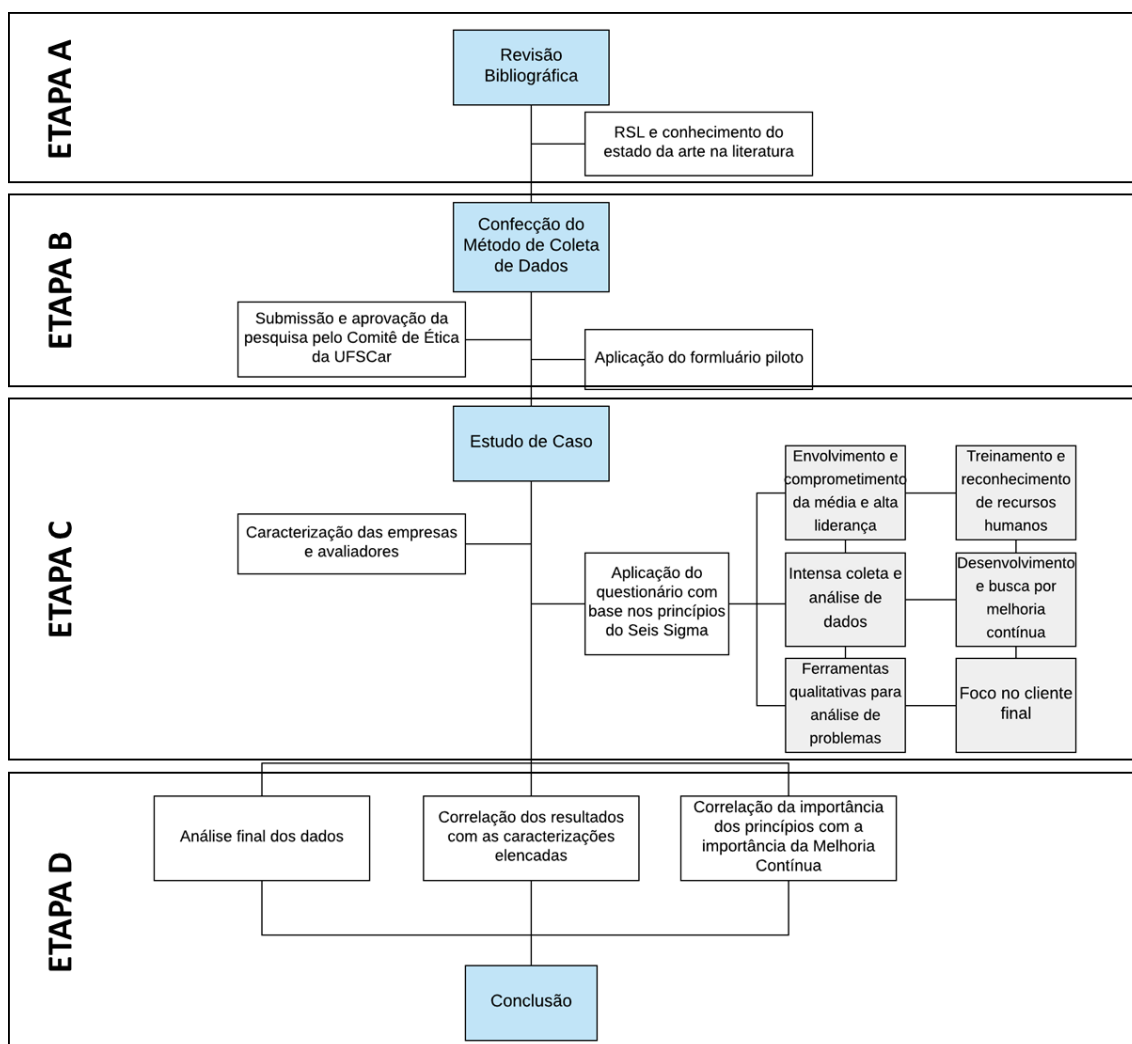 ETAPA A
Revisão
Bibliográfica
RSL e conhecimento do
estado da arte na literatura
ETAPA B
Confecção do
Método de Coleta
de Dados
Submissão e aprovação da
pesquisa pelo Comitê de Ética
da UFSCar
Aplicação do formluário piloto
ETAPA C
Estudo de Caso
Caracterização das empresas
e avaliadores
Aplicação do
questionário com
base nos princípios
do Seis Sigma
Envolvimento e
comprometimento
da média e alta
liderança
Treinamento e
reconhecimento
de recursos
humanos
Intensa coleta e
análise de
dados
Desenvolvimento
e busca por
melhoria
contínua
Ferramentas
qualitativas para
análise de
problemas
Foco no cliente
final
ETAPA D
Análise final dos dados
Correlação dos resultados
com as caracterizações
elencadas
Correlação da importância
dos princípios com a
importância da Melhoria
Contínua
Conclusão